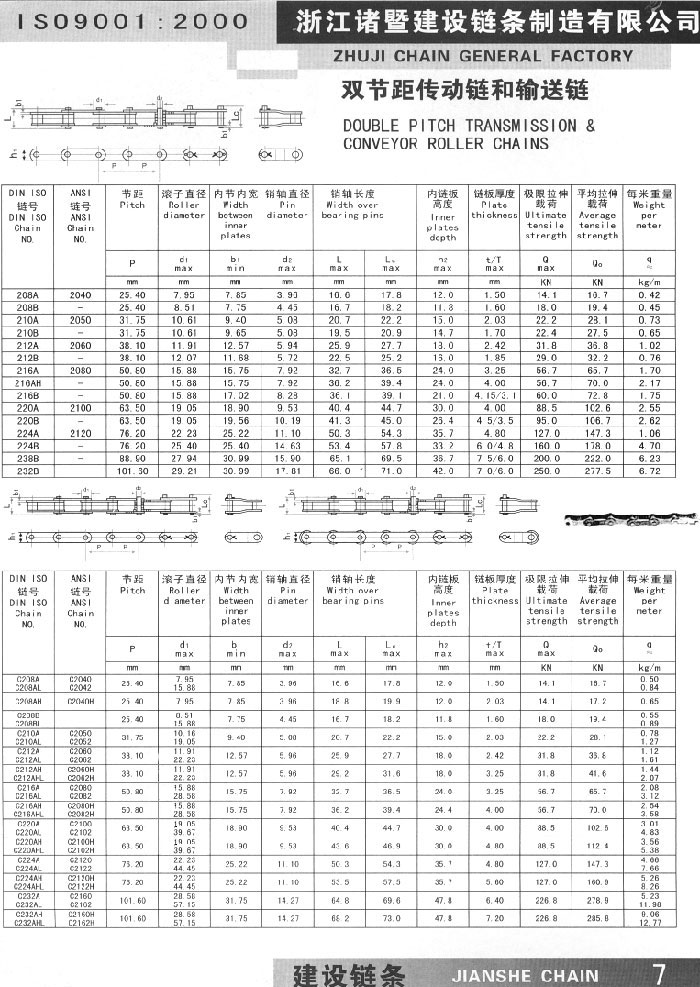 ISO9001:2000
浙江诸暨建设链条制造有限公司
ZHUJI CHAIN GENERAL FACTORY
双节距传动链和输送链
DOUBLE PITCH TRANSMISSION &
CONVEYOR ROLLER CHAINS
DIN ISO 链号 DIN ISO Chain NO.
ANSI 链号 ANSI Chain NO.
节距 Pitch
滚子直径 Roller diameter
内节内宽 Width between inner plates
销轴直径 Pin diameter
销轴长度 Width over bearing pins
内链板高度 Inner plates depth
链板厚度 Plate thickness
极限拉伸载荷 Ultimate tensile strength
平均拉伸载荷 Average tensile strength
每米重量 Weight per meter
P d1 max b1 min d2 max L max Lc max h2 max t/T max Q max Q0 q
mm mm mm mm mm mm mm mm KN KN kg/m
208A 2040 25.40 7.95 7.85 3.96 17.8 12.0 1.50 14.1 0.42
208B – 25.40 8.51 7.75 4.45 16.7 18.2 11.8 1.60 18.0 19.4 0.45
210A 2050 31.75 10.61 9.40 5.08 20.7 22.2 15.0 2.03 22.2 28.1 0.73
210B – 31.75 10.61 9.65 5.08 19.5 20.9 14.7 1.70 22.4 27.5 0.65
212A 2060 38.10 11.91 12.57 5.94 25.9 27.7 18.0 2.42 31.8 36.8 1.02
212B – 38.10 12.07 11.68 5.72 22.5 25.2 16.0 1.85 29.0 32.2 0.76
216A 2080 50.80 15.88 15.75 7.92 32.7 36.5 24.0 3.25 56.7 65.7 1.70
216AH – 50.80 15.88 15.75 7.92 36.2 39.4 24.0 4.00 56.7 70.0 2.17
216B – 50.80 15.88 17.02 8.28 36.1 39.1 21.0 4.15/3.1 60.0 72.8 1.75
220A 2100 63.50 19.05 18.90 9.53 40.4 44.7 30.0 4.00 88.5 102.6 2.55
220B – 63.50 19.05 19.56 10.19 41.3 45.0 26.4 4.5/3.5 95.0 106.7 2.62
224A 2120 76.20 22.23 25.22 11.10 50.3 54.3 35.7 4.80 127.0 147.3 1.06
224B – 76.20 25.40 25.40 14.63 53.4 57.8 33.2 6.0/4.8 160.0 178.0 4.70
238B – 88.90 27.94 30.99 15.90 65.1 69.5 36.7 7.5/6.0 200.0 222.0 6.23
232B – 101.60 29.21 30.99 17.81 66.0 71.0 42.0 7.0/6.0 250.0 277.5 6.72
DIN ISO 链号 DIN ISO Chain NO.
ANSI 链号 ANSI Chain NO.
节距 Pitch
滚子直径 Roller diameter
内节内宽 Width between inner plates
销轴直径 Pin diameter
销轴长度 Width over bearing pins
内链板高度 Inner plates depth
链板厚度 Plate thickness
极限拉伸载荷 Ultimate tensile strength
平均拉伸载荷 Average tensile strength
每米重量 Weight per meter
P d1 max b min d2 max L max Lc max h2 max t/T max Q max Q0 q
mm mm mm mm mm mm mm mm KN KN kg/m
C208A C2040 7.95 0.50
C208AL C2042 25.40 15.88 7.85 3.96 16.6 17.8 12.0 1.50 14.1 16.7 0.84
C208AH C2040H 25.40 7.95 7.85 3.96 18.8 19.9 12.0 2.03 14.1 17.2 0.65
C208B 8.51 0.55
C208BL 25.40 15.88 7.75 4.45 16.7 18.2 11.8 1.60 18.0 19.4 0.89
C210A C2050 10.16 0.78
C210AL C2052 31.75 19.05 9.40 5.08 20.7 22.2 15.0 2.03 22.2 28.1 1.27
C212A C2060 11.91 1.12
C212AL C2062 38.10 22.23 12.57 5.96 25.9 27.7 18.0 2.42 31.8 36.8 1.61
C212AH C2060H 11.91 1.44
C212AHL C2062H 38.10 22.23 12.57 5.96 29.2 31.6 18.0 3.25 31.8 41.6 2.07
C216A C2080 15.88 2.08
C216AL C2082 50.80 28.58 15.75 7.92 32.7 36.5 24.0 3.25 56.7 65.7 3.12
C216AH C2080H 15.88 2.54
C216AHL C2082H 50.80 28.58 15.75 7.92 36.2 39.4 24.4 4.00 56.7 70.0 3.58
C220A C2100 19.05 3.01
C220AL C2102 63.50 39.67 18.90 9.53 40.4 44.7 30.0 4.00 88.5 102.6 4.83
C220AH C2100H 19.05 3.56
C220AHL C2102H 63.50 39.67 18.90 9.53 43.6 46.9 30.0 4.80 88.5 112.4 5.38
C224A C2120 22.23 4.66
C224AL C2122 76.20 44.45 25.22 11.10 50.3 54.3 35.7 4.80 127.0 147.3 7.66
C224AH C2120H 22.23 5.26
C224AHL C2122H 76.20 44.45 25.22 11.10 53.5 57.5 35.7 5.60 127.0 160.9 8.26
C232A C2160 28.58 5.23
C232AL C2162 101.60 57.15 31.75 14.27 64.8 69.6 47.8 6.40 226.8 278.9 11.90
C232AH C2160H 28.58
C232AHL C2162H 101.60 57.15 31.75 14.27 68.2 73.0 47.8 7.20 226.8 285.8 12.77
建设链条 JIANSHE CHAIN 7